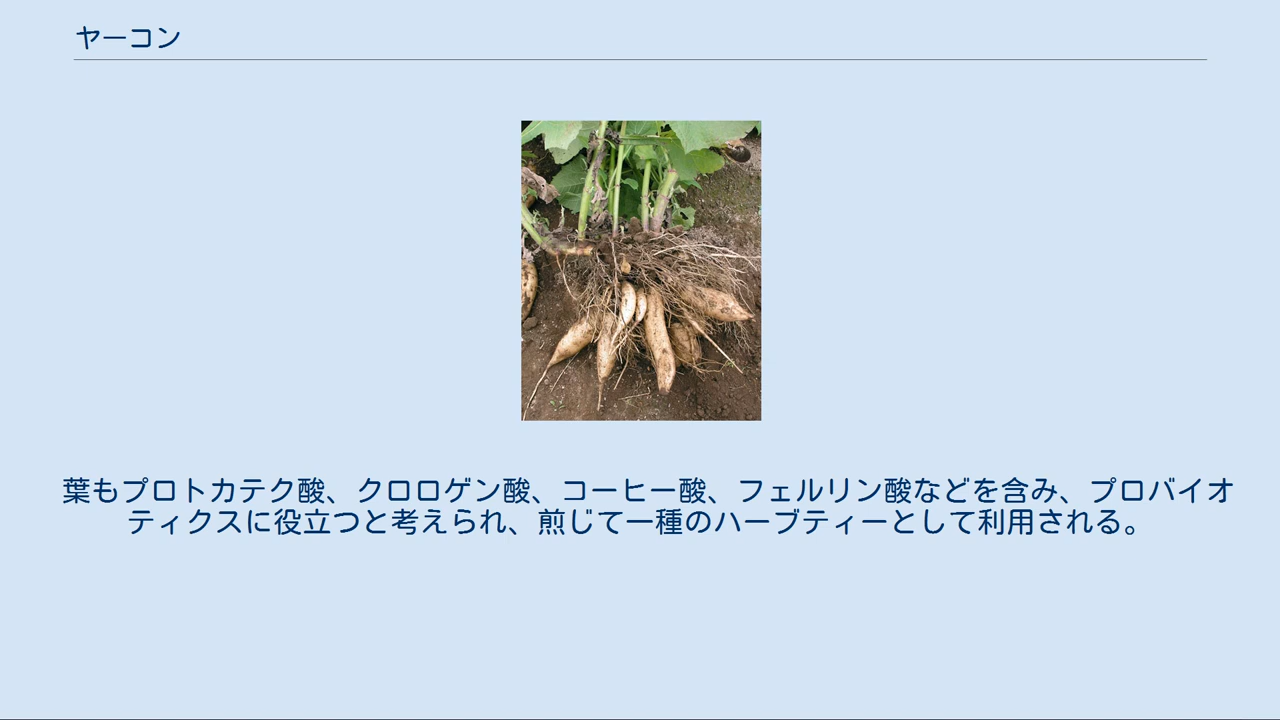 ヤーコン
葉もプロトカテク酸、クロロゲン酸、コーヒー酸、フェルリン酸などを含み、プロバイオ
ティクスに役立つと考えられ、煎じて一種のハーブティーとして利用される。